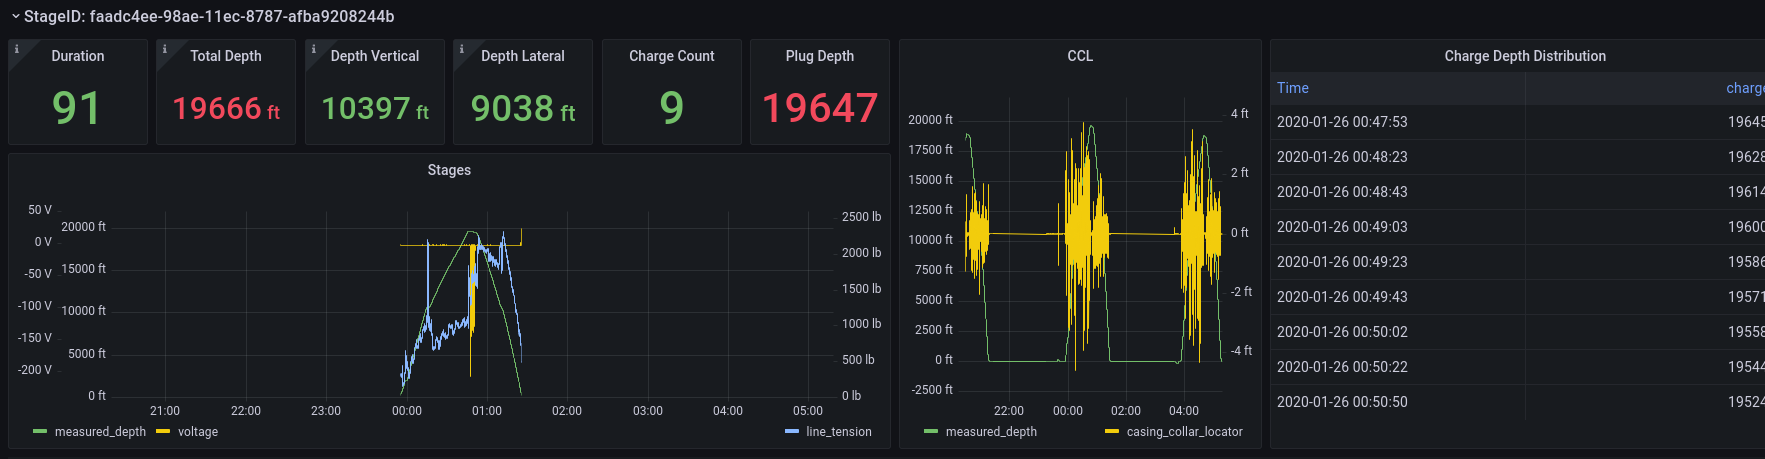 StageID: faadc4ee-98ae-11ec-8787-afba9208244b
Duration
91
Total Depth
19666 ft
Depth Vertical
10397 ft
Depth Lateral
9038 ft
Charge Count
9
Plug Depth
19647
Stages
50 V
0 V
-50 V
-100 V
-150 V
-200 V
20000 ft
15000 ft
10000 ft
5000 ft
0 ft
2500 lb
2000 lb
1500 lb
1000 lb
500 lb
0 lb
21:00 22:00 23:00 00:00 01:00 02:00 03:00 04:00 05:00
measured_depth voltage line_tension
CCL
20000 ft
17500 ft
15000 ft
12500 ft
10000 ft
7500 ft
5000 ft
2500 ft
0 ft
-2500 ft
4 ft
2 ft
0 ft
-2 ft
-4 ft
22:00 00:00 02:00 04:00
measured_depth casing_collar_locator
Charge Depth Distribution
Time charge
2020-01-26 00:47:53 19645
2020-01-26 00:48:23 19628
2020-01-26 00:48:43 19614
2020-01-26 00:49:03 19600
2020-01-26 00:49:23 19586
2020-01-26 00:49:43 19571
2020-01-26 00:50:02 19558
2020-01-26 00:50:22 19544
2020-01-26 00:50:50 19524